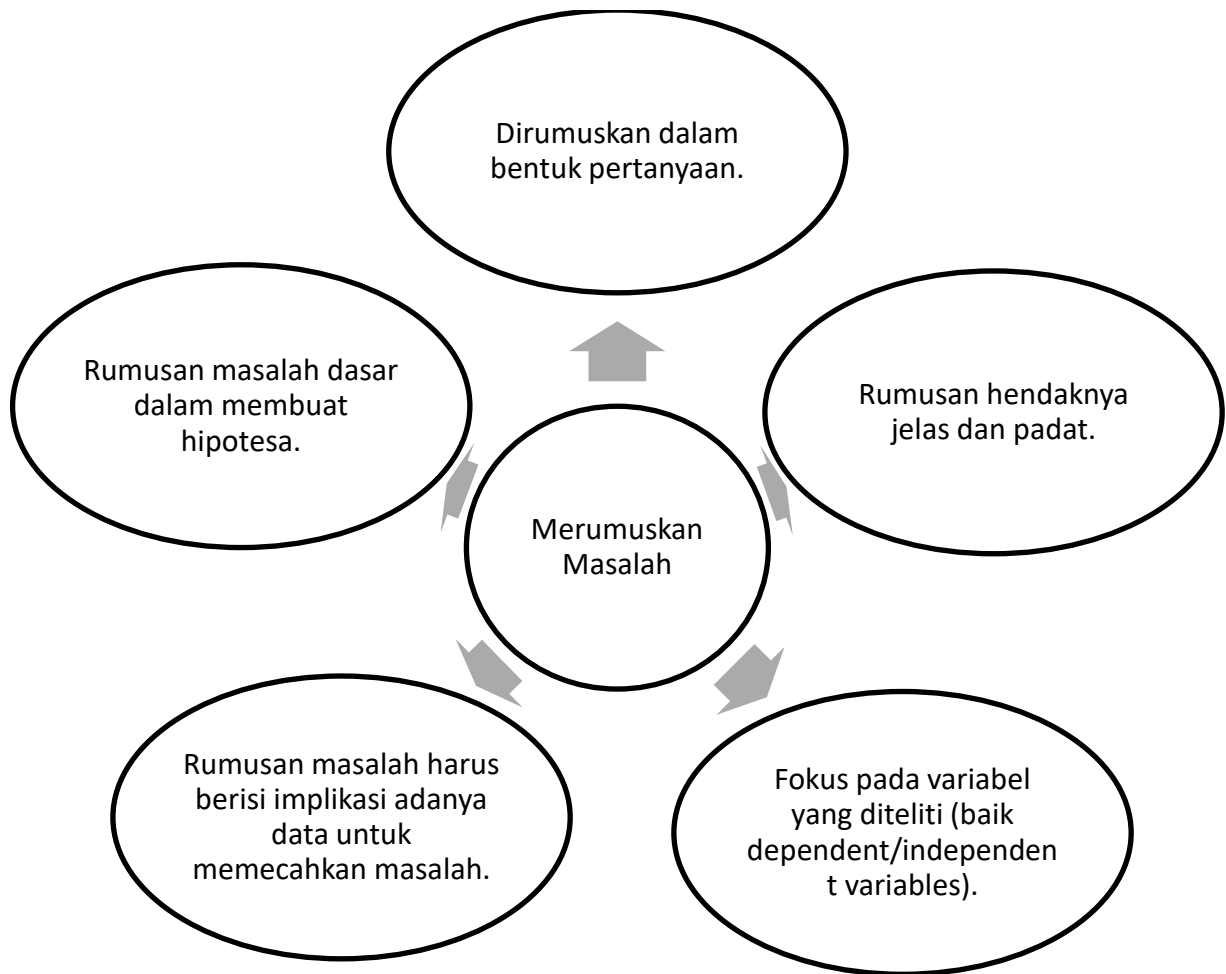 Dirumuskan dalam
bentuk pertanyaan.
Rumusan masalah dasar
dalam membuat
hipotesa.
Rumusan hendaknya
jelas dan padat.
Merumuskan
Masalah
Rumusan masalah harus
berisi implikasi adanya
data untuk
memecahkan masalah.
Fokus pada variabel
yang diteliti (baik
dependent/independen
t variables).